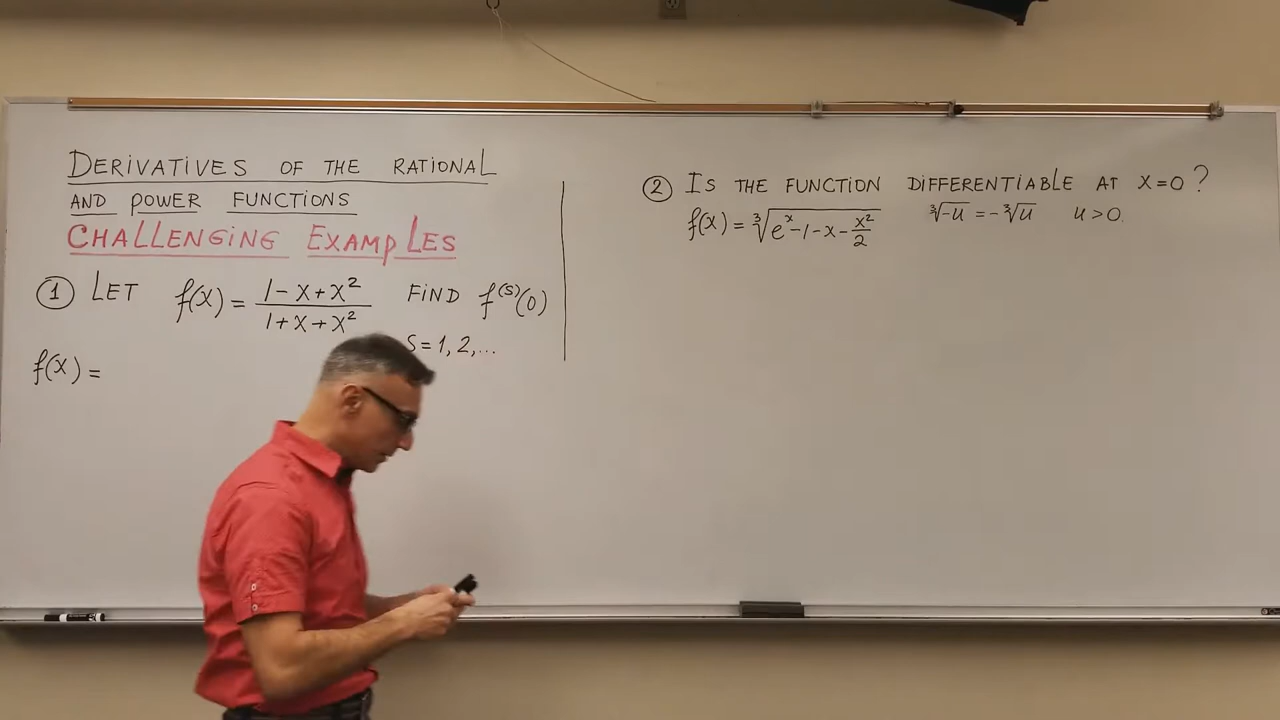 DERIVATIVES OF THE RATIONAL
AND POWER FUNCTIONS
CHALLENGING EXAMPLES
① LET f(x) = (1-x+x²)/(1+x+x²) FIND f⁽ˢ⁾(0)
S=1,2,...
f(x) =
② IS THE FUNCTION DIFFERENTIABLE AT X=0 ?
f(x) = ∛(eˣ-1-x-x²/2) ∛-u = -∛u u>0.